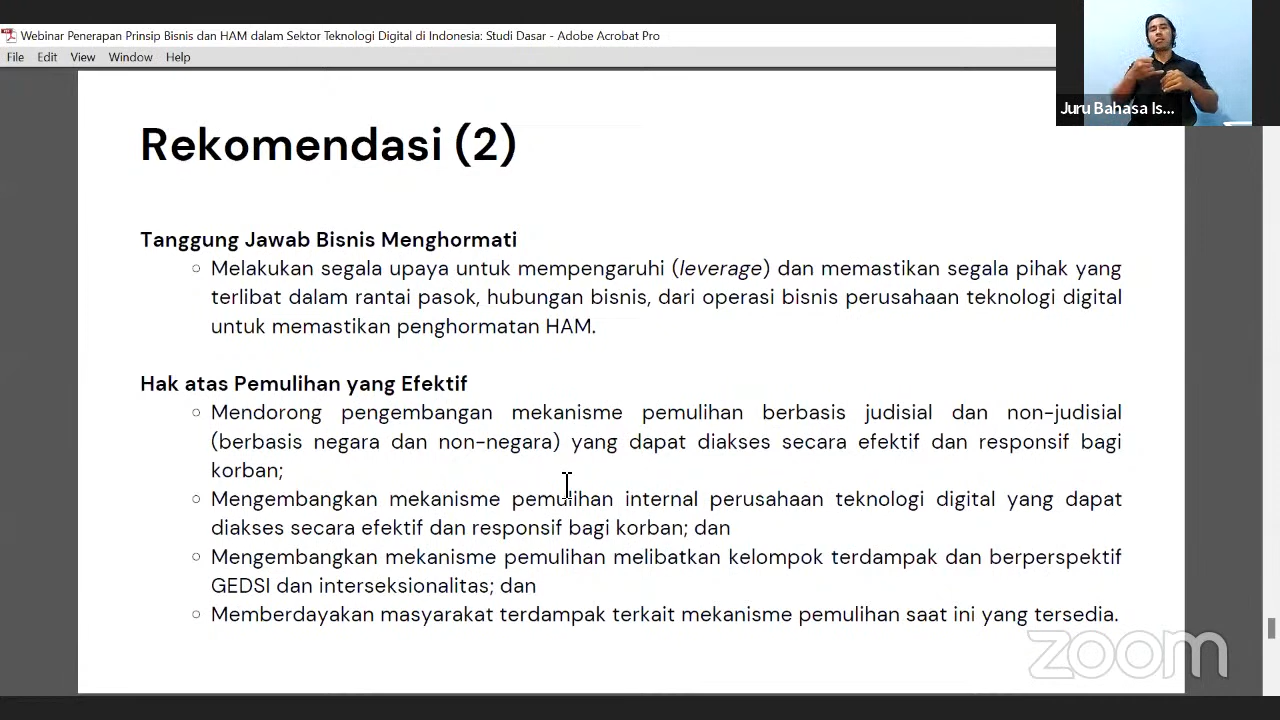 Webinar Penerapan Prinsip Bisnis dan HAM dalam Sektor Teknologi Digital di Indonesia: Studi Dasar - Adobe Acrobat Pro
File Edit View Window Help
Juru Bahasa Is...
Rekomendasi (2)
Tanggung Jawab Bisnis Menghormati
○ Melakukan segala upaya untuk mempengaruhi (leverage) dan memastikan segala pihak yang
terlibat dalam rantai pasok, hubungan bisnis, dari operasi bisnis perusahaan teknologi digital
untuk memastikan penghormatan HAM.
Hak atas Pemulihan yang Efektif
○ Mendorong pengembangan mekanisme pemulihan berbasis judisial dan non-judisial
(berbasis negara dan non-negara) yang dapat diakses secara efektif dan responsif bagi
korban;
○ Mengembangkan mekanisme pemulihan internal perusahaan teknologi digital yang dapat
diakses secara efektif dan responsif bagi korban; dan
○ Mengembangkan mekanisme pemulihan melibatkan kelompok terdampak dan berperspektif
GEDSI dan interseksionalitas; dan
○ Memberdayakan masyarakat terdampak terkait mekanisme pemulihan saat ini yang tersedia.
zoom